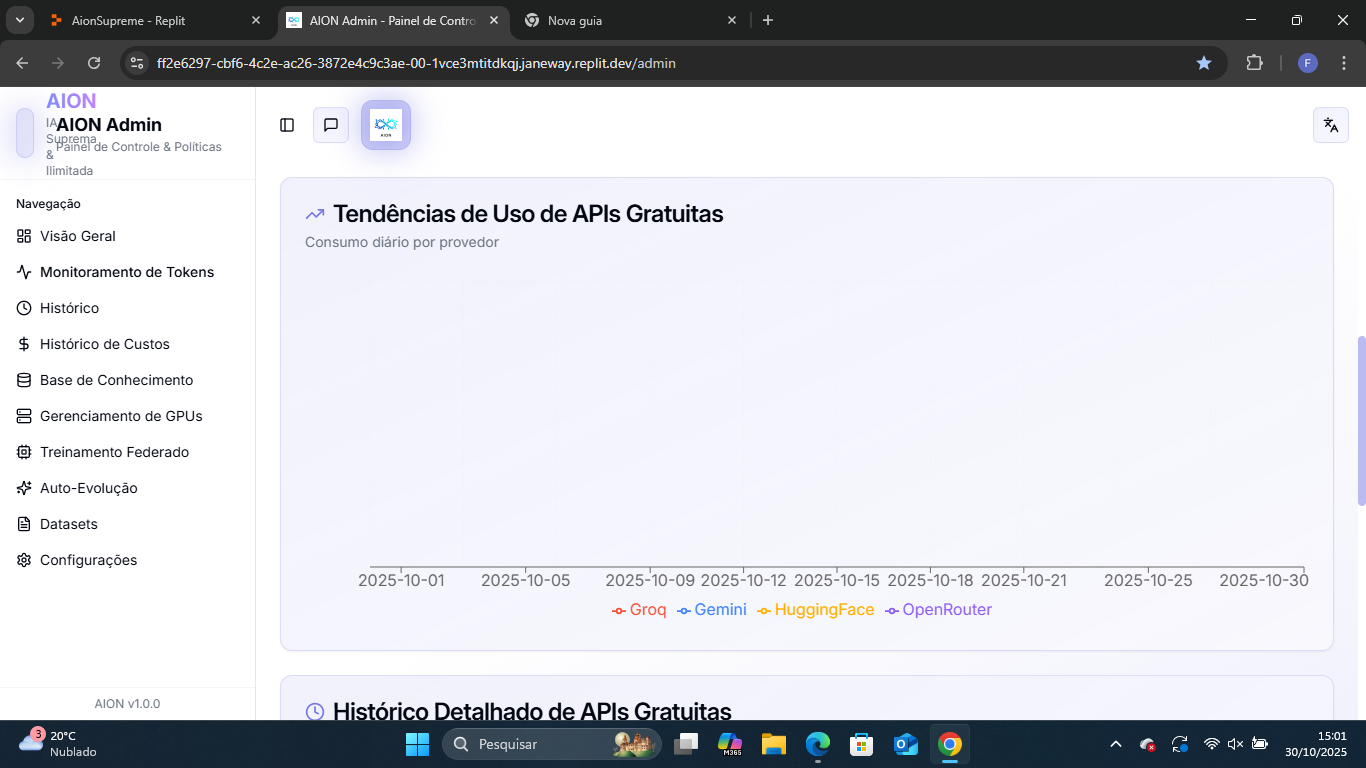 AionSupreme - Replit
AION Admin - Painel de Contro
Nova guia
ff2e6297-cbf6-4c2e-ac26-3872e4c9c3ae-00-1vce3mtitdkqj.janeway.replit.dev/admin
F
AION
IA
Suprema
&
Ilimitada
AION Admin
Painel de Controle & Políticas
AION
Navegação
Visão Geral
Monitoramento de Tokens
Histórico
Histórico de Custos
Base de Conhecimento
Gerenciamento de GPUs
Treinamento Federado
Auto-Evolução
Datasets
Configurações
AION v1.0.0
Tendências de Uso de APIs Gratuitas
Consumo diário por provedor
2025-10-01 2025-10-05 2025-10-09 2025-10-12 2025-10-15 2025-10-18 2025-10-21 2025-10-25 2025-10-30
Groq Gemini HuggingFace OpenRouter
Histórico Detalhado de APIs Gratuitas
3
20°C
Nublado
Pesquisar
M365
15:01
30/10/2025